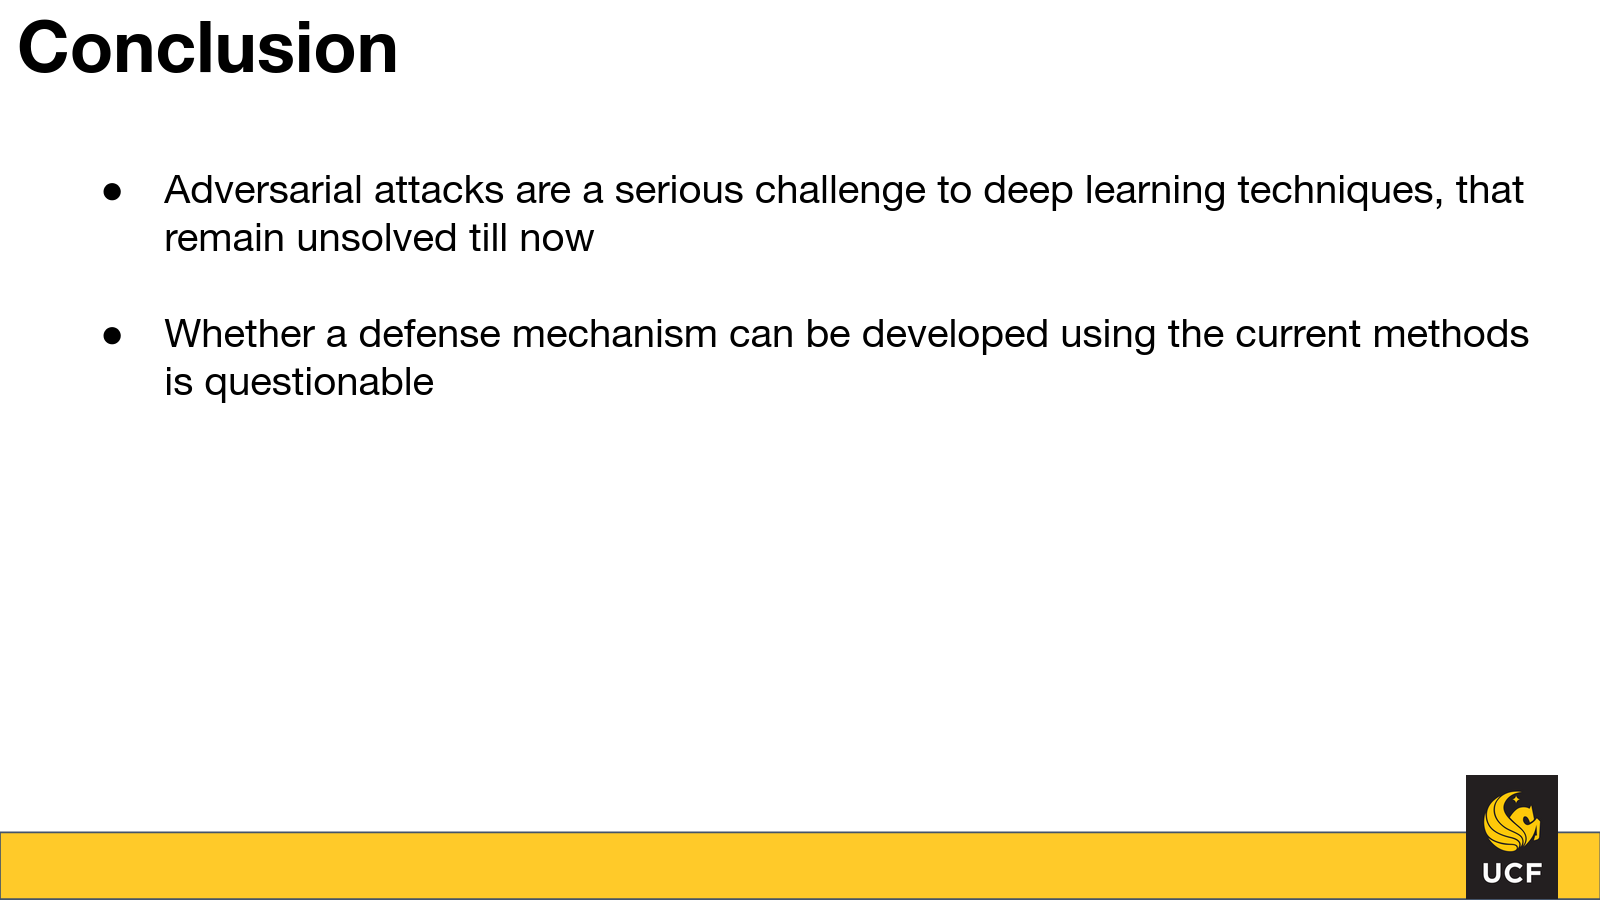 Conclusion
● Adversarial attacks are a serious challenge to deep learning techniques, that
remain unsolved till now
● Whether a defense mechanism can be developed using the current methods
is questionable
UCF